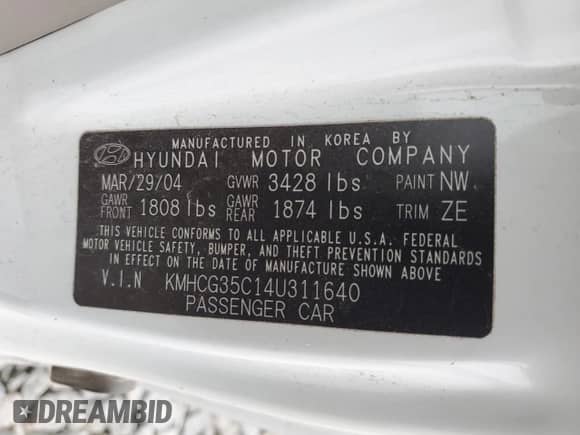 MANUFACTURED IN KOREA BY
HYUNDAI MOTOR COMPANY
MAR/29/04 GVWR 3428 lbs PAINT NW
GAWR FRONT 1808 lbs GAWR REAR 1874 lbs TRIM ZE
THIS VEHICLE CONFORMS TO ALL APPLICABLE U.S.A. FEDERAL
MOTOR VEHICLE SAFETY, BUMPER, AND THEFT PREVENTION STANDARDS
IN EFFECT ON THE DATE OF MANUFACTURE SHOWN ABOVE
V.I.N KMHCG35C14U311640
PASSENGER CAR
DREAMBID